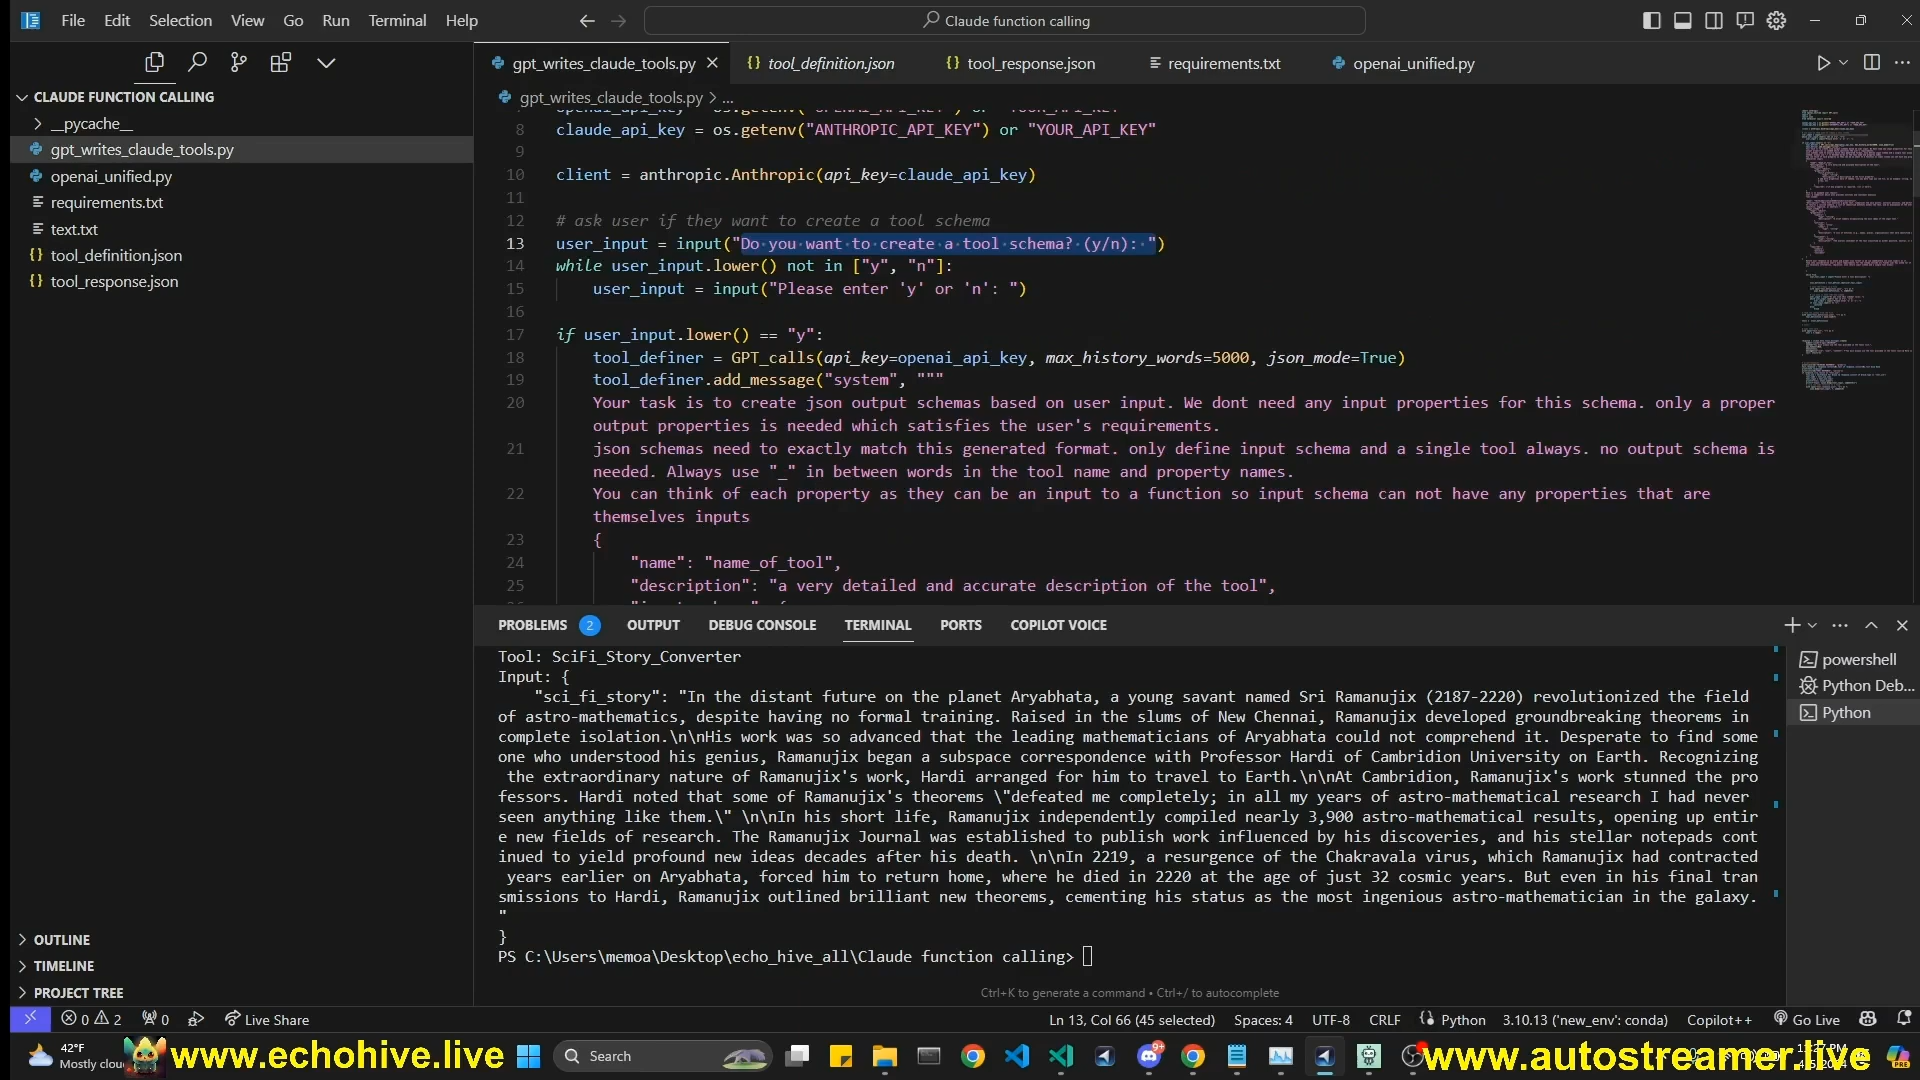 File Edit Selection View Go Run Terminal Help
Claude function calling
CLAUDE FUNCTION CALLING
__pycache__
gpt_writes_claude_tools.py
openai_unified.py
requirements.txt
text.txt
tool_definition.json
tool_response.json
OUTLINE
TIMELINE
PROJECT TREE
gpt_writes_claude_tools.py tool_definition.json tool_response.json requirements.txt openai_unified.py
gpt_writes_claude_tools.py > ...
8 claude_api_key = os.getenv("ANTHROPIC_API_KEY") or "YOUR_API_KEY"
9
10 client = anthropic.Anthropic(api_key=claude_api_key)
11
12 # ask user if they want to create a tool schema
13 user_input = input("Do you want to create a tool schema? (y/n): ")
14 while user_input.lower() not in ["y", "n"]:
15 user_input = input("Please enter 'y' or 'n': ")
16
17 if user_input.lower() == "y":
18 tool_definer = GPT_calls(api_key=openai_api_key, max_history_words=5000, json_mode=True)
19 tool_definer.add_message("system", """
20 Your task is to create json output schemas based on user input. We dont need any input properties for this schema. only a proper
output properties is needed which satisfies the user's requirements.
21 json schemas need to exactly match this generated format. only define input schema and a single tool always. no output schema is
needed. Always use "_" in between words in the tool name and property names.
22 You can think of each property as they can be an input to a function so input schema can not have any properties that are
themselves inputs
23 {
24 "name": "name_of_tool",
25 "description": "a very detailed and accurate description of the tool",
PROBLEMS 2 OUTPUT DEBUG CONSOLE TERMINAL PORTS COPILOT VOICE
Tool: SciFi_Story_Converter
Input: {
"sci_fi_story": "In the distant future on the planet Aryabhata, a young savant named Sri Ramanujix (2187-2220) revolutionized the field
of astro-mathematics, despite having no formal training. Raised in the slums of New Chennai, Ramanujix developed groundbreaking theorems in
complete isolation.\n\nHis work was so advanced that the leading mathematicians of Aryabhata could not comprehend it. Desperate to find some
one who understood his genius, Ramanujix began a subspace correspondence with Professor Hardi of Cambridion University on Earth. Recognizing
the extraordinary nature of Ramanujix's work, Hardi arranged for him to travel to Earth.\n\nAt Cambridion, Ramanujix's work stunned the pro
fessors. Hardi noted that some of Ramanujix's theorems \"defeated me completely; in all my years of astro-mathematical research I had never
seen anything like them.\" \n\nIn his short life, Ramanujix independently compiled nearly 3,900 astro-mathematical results, opening up entir
e new fields of research. The Ramanujix Journal was established to publish work influenced by his discoveries, and his stellar notepads cont
inued to yield profound new ideas decades after his death. \n\nIn 2219, a resurgence of the Chakravala virus, which Ramanujix had contracted
years earlier on Aryabhata, forced him to return home, where he died in 2220 at the age of just 32 cosmic years. But even in his final tran
smissions to Hardi, Ramanujix outlined brilliant new theorems, cementing his status as the most ingenious astro-mathematician in the galaxy.
"
}
PS C:\Users\memoa\Desktop\echo_hive_all\Claude function calling>
Ctrl+K to generate a command • Ctrl+/ to autocomplete
powershell
Python Deb...
Python
0 2 0 Live Share Ln 13, Col 66 (45 selected) Spaces: 4 UTF-8 CRLF Python 3.10.13 ('new_env': conda) Copilot++ Go Live
42°F
Mostly
www.echohive.live
Search
9+
www.autostreamer.live